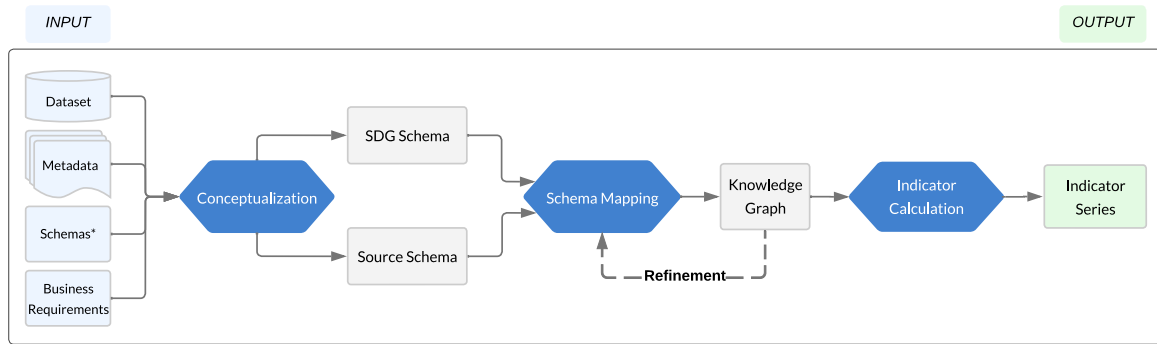 INPUT
OUTPUT
Dataset
Metadata
Schemas*
Business
Requirements
Conceptualization
SDG Schema
Source Schema
Schema Mapping
Knowledge
Graph
Refinement
Indicator
Calculation
Indicator
Series